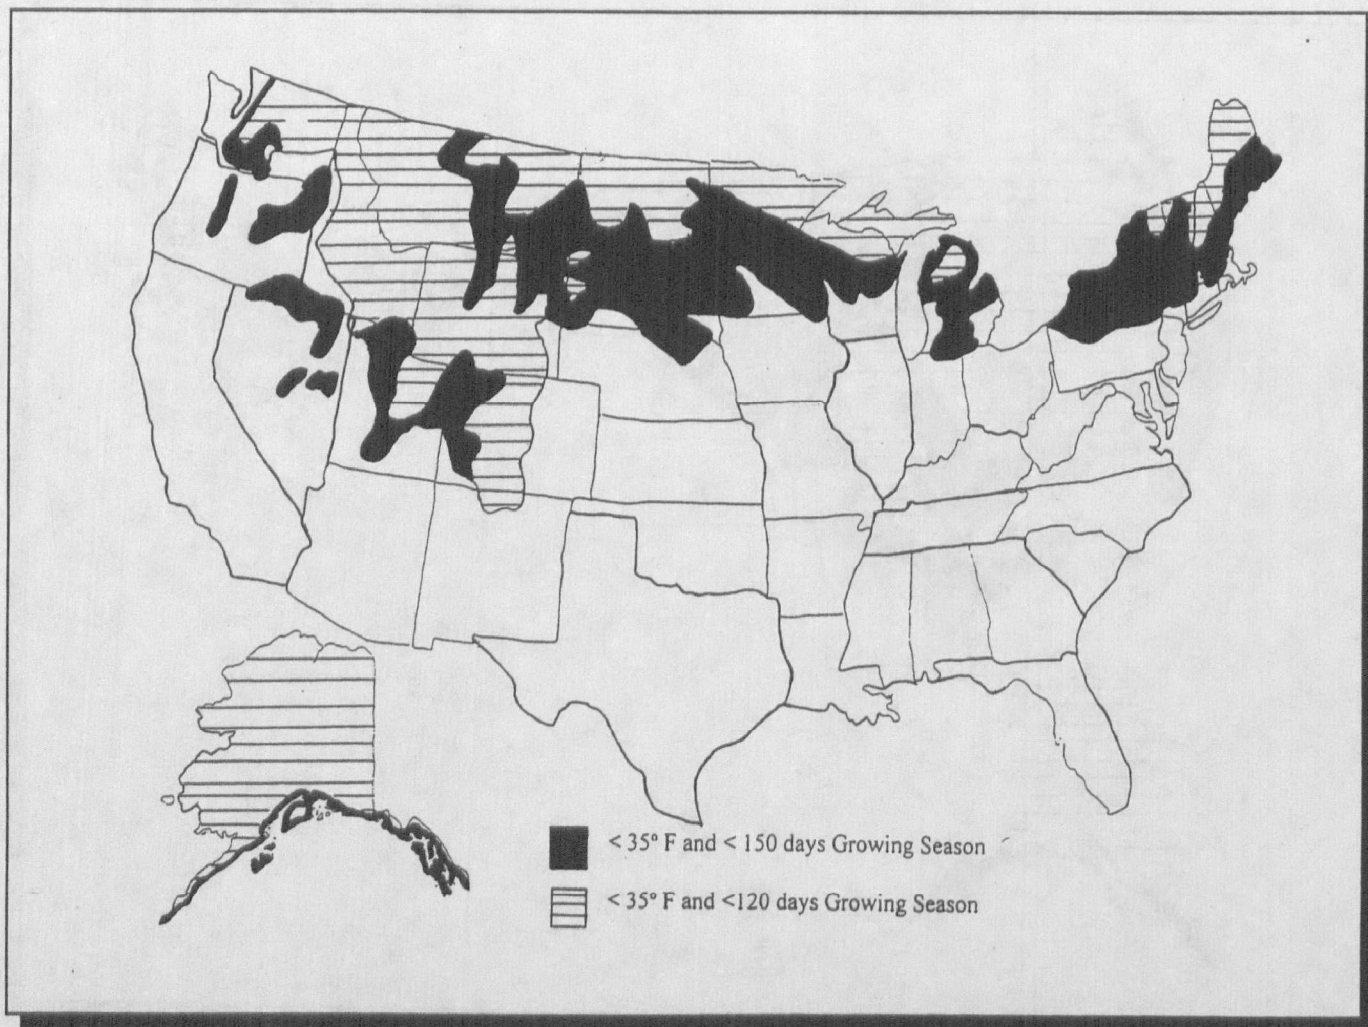 < 35° F and < 150 days Growing Season
< 35° F and <120 days Growing Season